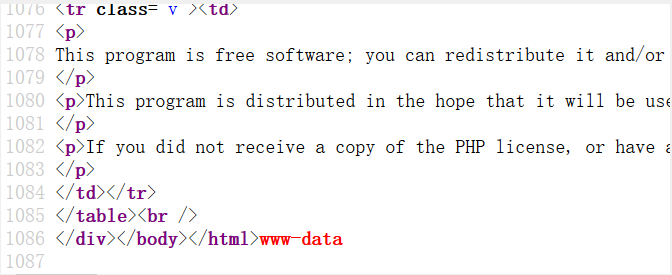 1076 <tr class= v ><td>
1077 <p>
1078 This program is free software; you can redistribute it and/or
1079 </p>
1080 <p>This program is distributed in the hope that it will be
1081 </p>
1082 <p>If you did not receive a copy of the PHP license, or have
1083 </p>
1084 </td></tr>
1085 </table><br />
1086 </div></body></html>www-data
1087